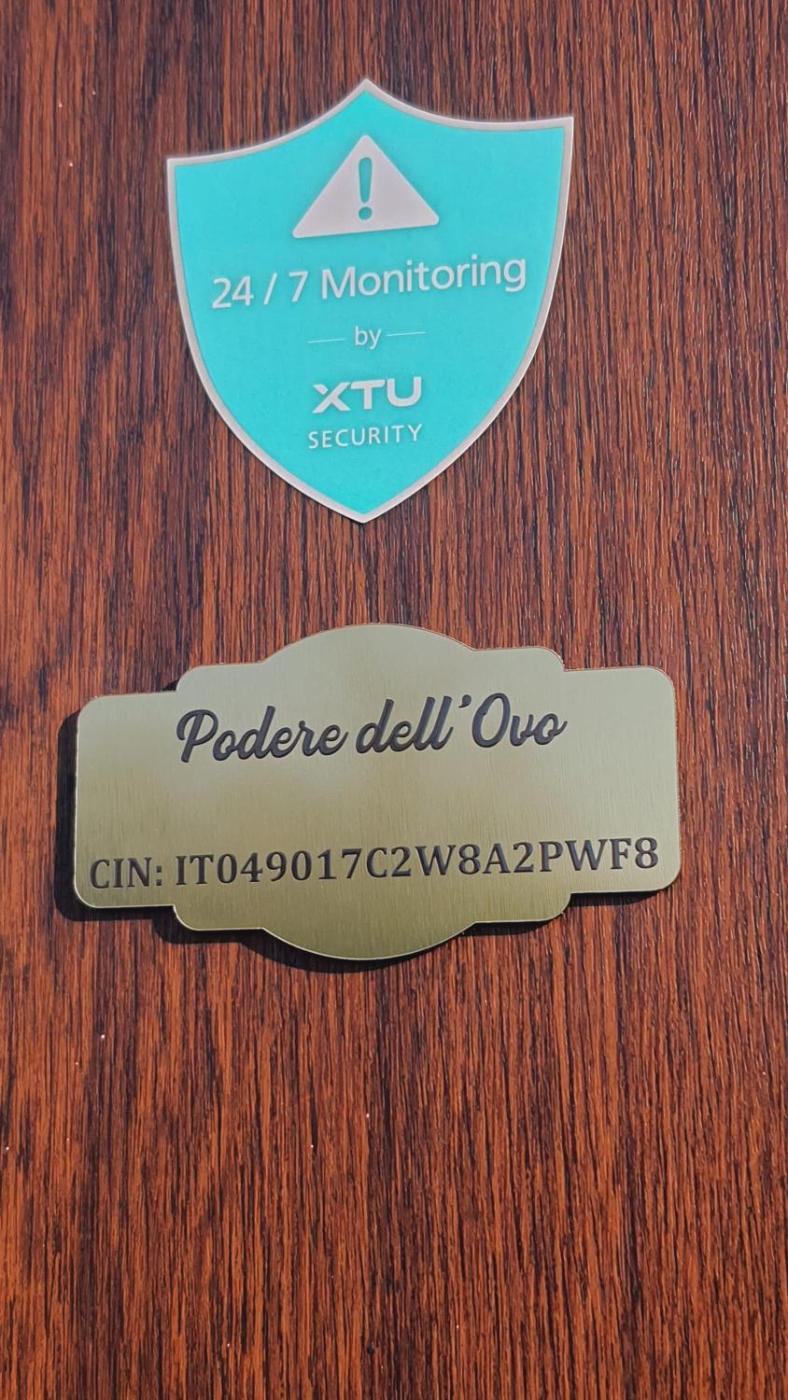 24 / 7 Monitoring
by
XTU
SECURITY
Podere dell'Ovo
CIN: IT049017C2W8A2PWF8